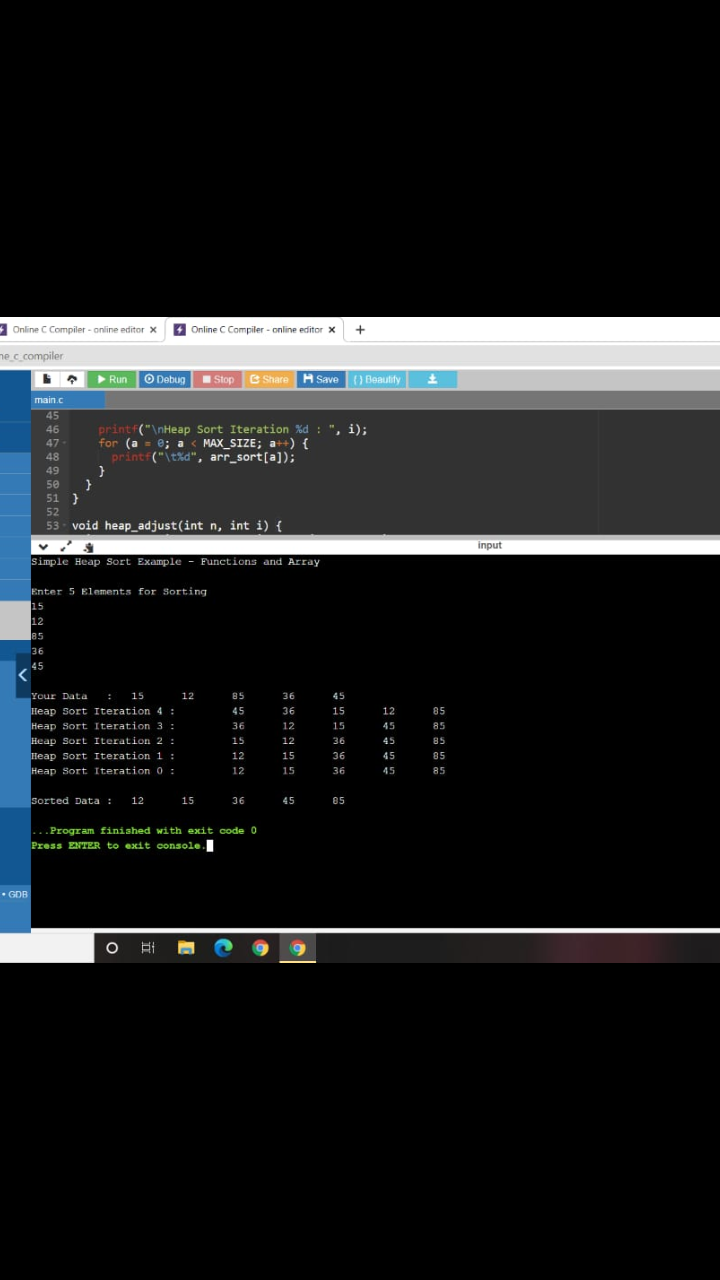 Online C Compiler - online editor × Online C Compiler - online editor × +
ne_c_compiler
Run Debug Stop Share Save { } Beautify
main.c
45
46 printf("\nHeap Sort Iteration %d : ", i);
47 for (a = 0; a < MAX_SIZE; a++) {
48 printf("\t%d", arr_sort[a]);
49 }
50 }
51 }
52
53 void heap_adjust(int n, int i) {
input
Simple Heap Sort Example - Functions and Array
Enter 5 Elements for Sorting
15
12
85
36
45
Your Data : 15 12 85 36 45
Heap Sort Iteration 4 : 45 36 15 12 85
Heap Sort Iteration 3 : 36 12 15 45 85
Heap Sort Iteration 2 : 15 12 36 45 85
Heap Sort Iteration 1 : 12 15 36 45 85
Heap Sort Iteration 0 : 12 15 36 45 85
Sorted Data : 12 15 36 45 85
...Program finished with exit code 0
Press ENTER to exit console.
• GDB